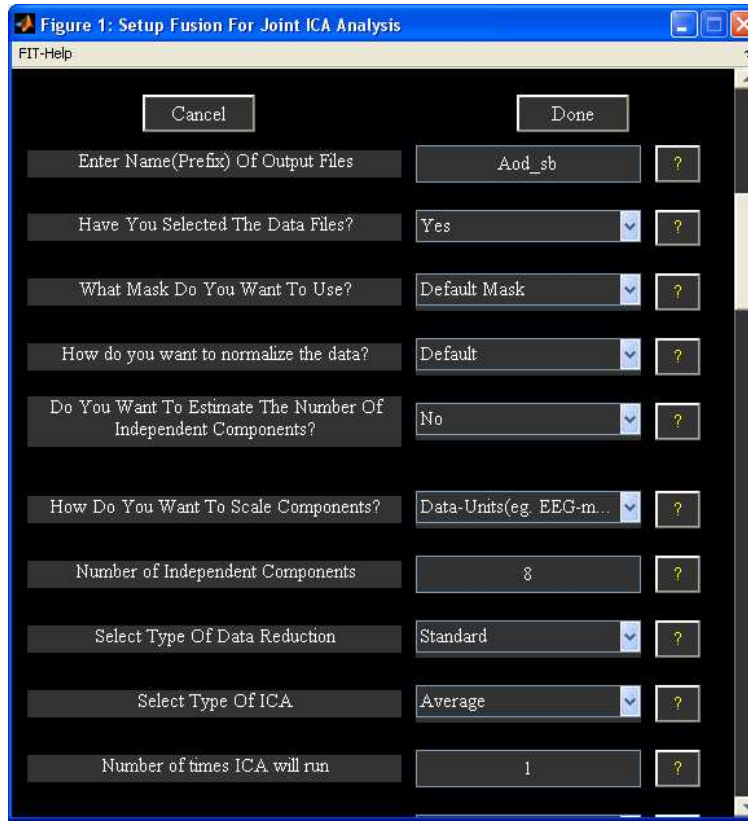 Figure 1: Setup Fusion For Joint ICA Analysis
FIT-Help
Cancel
Done
Enter Name(Prefix) Of Output Files
Aod_sb
?
Have You Selected The Data Files?
Yes
?
What Mask Do You Want To Use?
Default Mask
?
How do you want to normalize the data?
Default
?
Do You Want To Estimate The Number Of
Independent Components?
No
?
How Do You Want To Scale Components?
Data-Units(eg. EEG-m...
?
Number of Independent Components
8
?
Select Type Of Data Reduction
Standard
?
Select Type Of ICA
Average
?
Number of times ICA will run
1
?